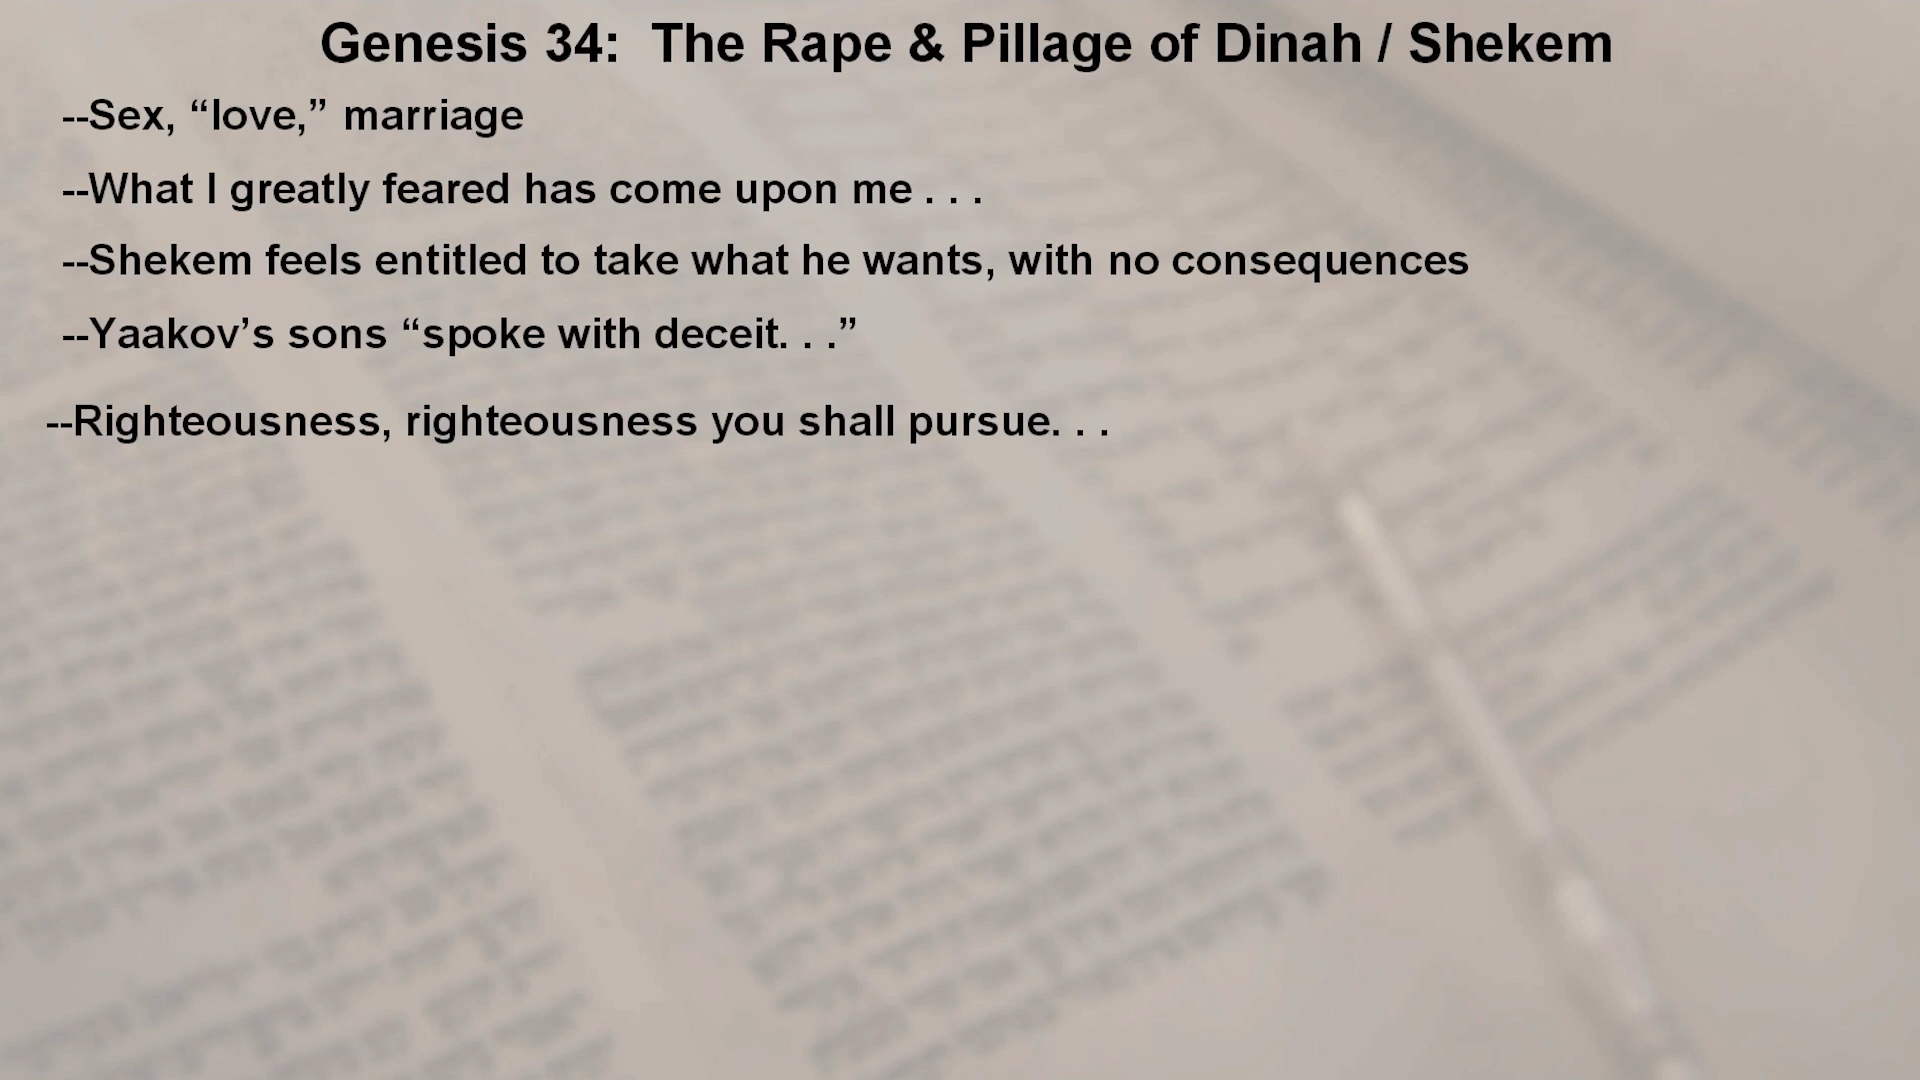 Genesis 34:  The Rape & Pillage of Dinah / Shekem
--Sex, “love,” marriage
--What I greatly feared has come upon me . . .
--Shekem feels entitled to take what he wants, with no consequences
--Yaakov’s sons “spoke with deceit. . .”
--Righteousness, righteousness you shall pursue. . .